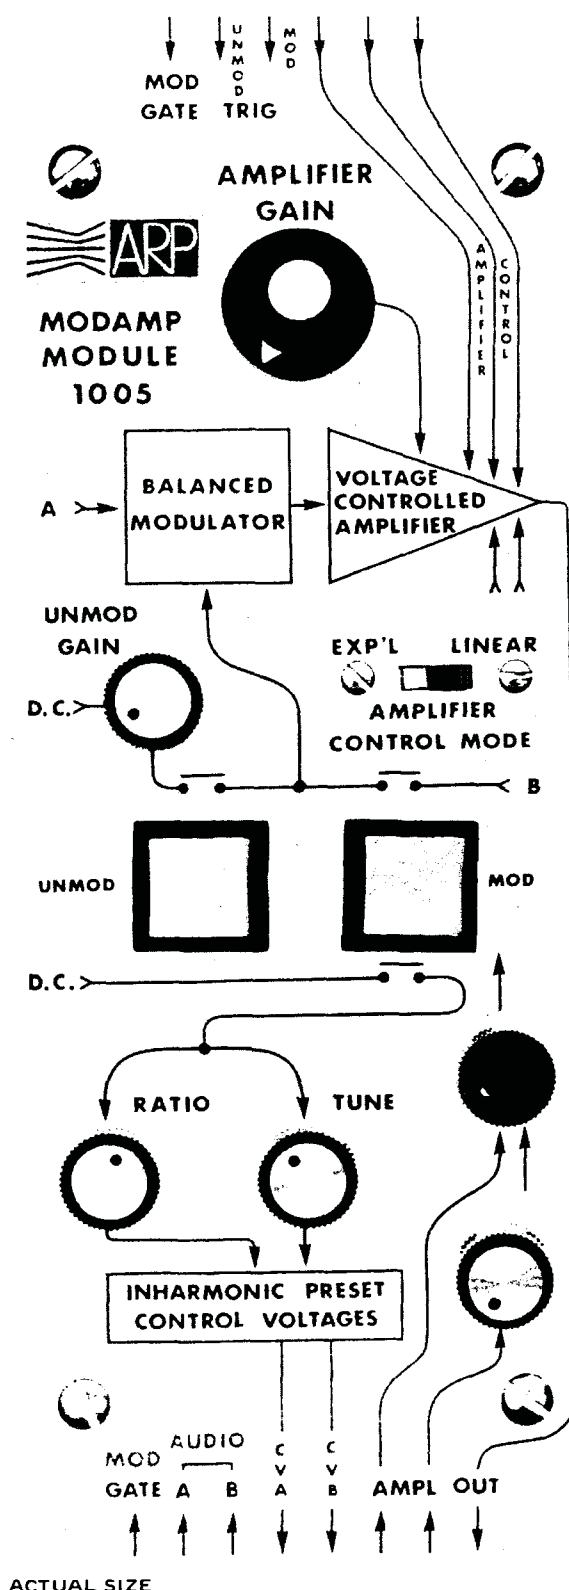 UNMOD
MOD
MOD
GATE TRIG
AMPLIFIER
GAIN
ARP
AMPLIFIER
CONTROL
MODAMP
MODULE
1005
A
BALANCED
MODULATOR
VOLTAGE
CONTROLLED
AMPLIFIER
UNMOD
GAIN
EXP'L LINEAR
D.C.
AMPLIFIER
CONTROL MODE
B
UNMOD
MOD
D.C.
RATIO TUNE
INHARMONIC PRESET
CONTROL VOLTAGES
AUDIO
MOD
GATE A B
CVA
CVB
AMPL OUT
ACTUAL SIZE